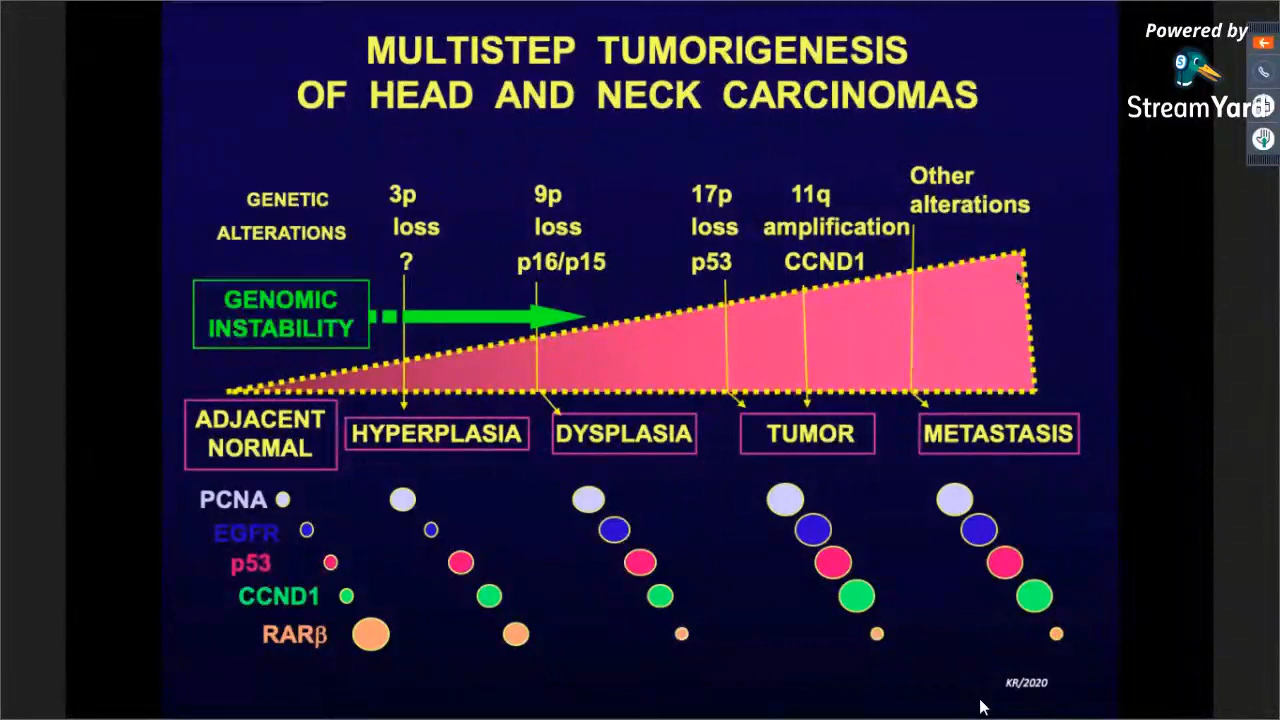 Powered by
StreamYard
MULTISTEP TUMORIGENESIS
OF HEAD AND NECK CARCINOMAS
GENETIC
ALTERATIONS
3p
loss
?
9p
loss
p16/p15
17p
loss
p53
11q
amplification
CCND1
Other
alterations
GENOMIC
INSTABILITY
ADJACENT
NORMAL
HYPERPLASIA
DYSPLASIA
TUMOR
METASTASIS
PCNA
EGFR
p53
CCND1
RARβ
KR/2020